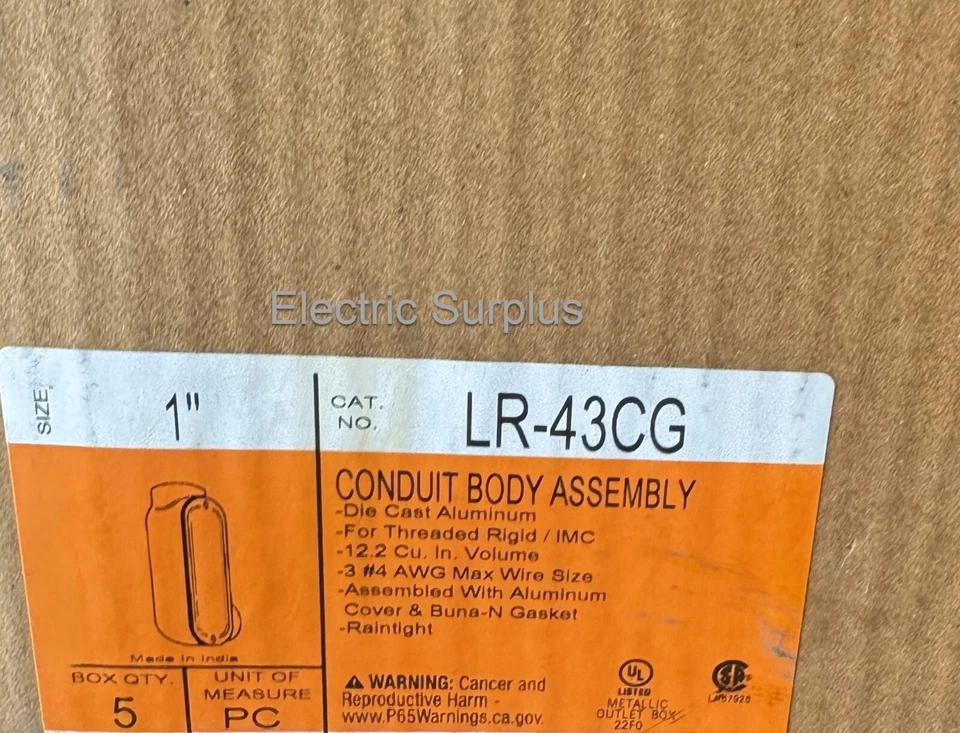 Electric Surplus
SIZE
1"
CAT.
NO.
LR-43CG
CONDUIT BODY ASSEMBLY
-Die Cast Aluminum
-For Threaded Rigid / IMC
-12.2 Cu. In. Volume
-3 #4 AWG Max Wire Size
-Assembled With Aluminum
Cover & Buna-N Gasket
-Raintight
Made in India
BOX QTY.
5
UNIT OF
MEASURE
PC
WARNING: Cancer and
Reproductive Harm -
www.P65Warnings.ca.gov.
UL
LISTED
METALLIC
OUTLET BOX
22F0